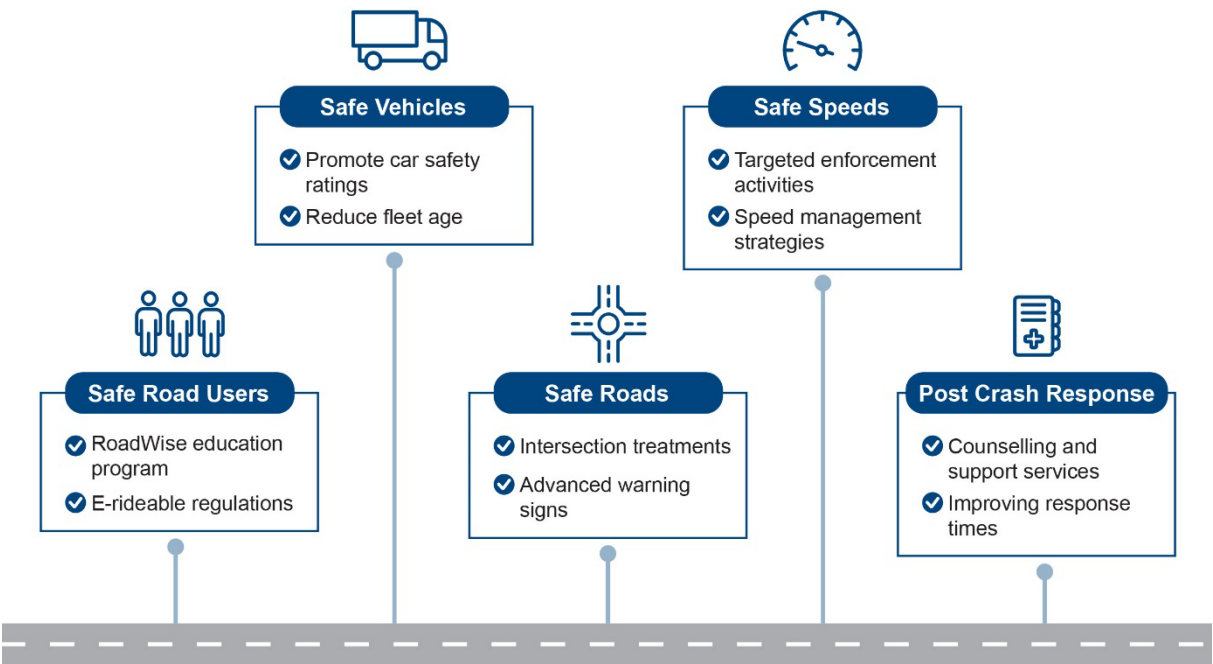 Safe Vehicles
Promote car safety
ratings
Reduce fleet age
Safe Speeds
Targeted enforcement
activities
Speed management
strategies
Safe Road Users
RoadWise education
program
E-rideable regulations
Safe Roads
Intersection treatments
Advanced warning
signs
Post Crash Response
Counselling and
support services
Improving response
times